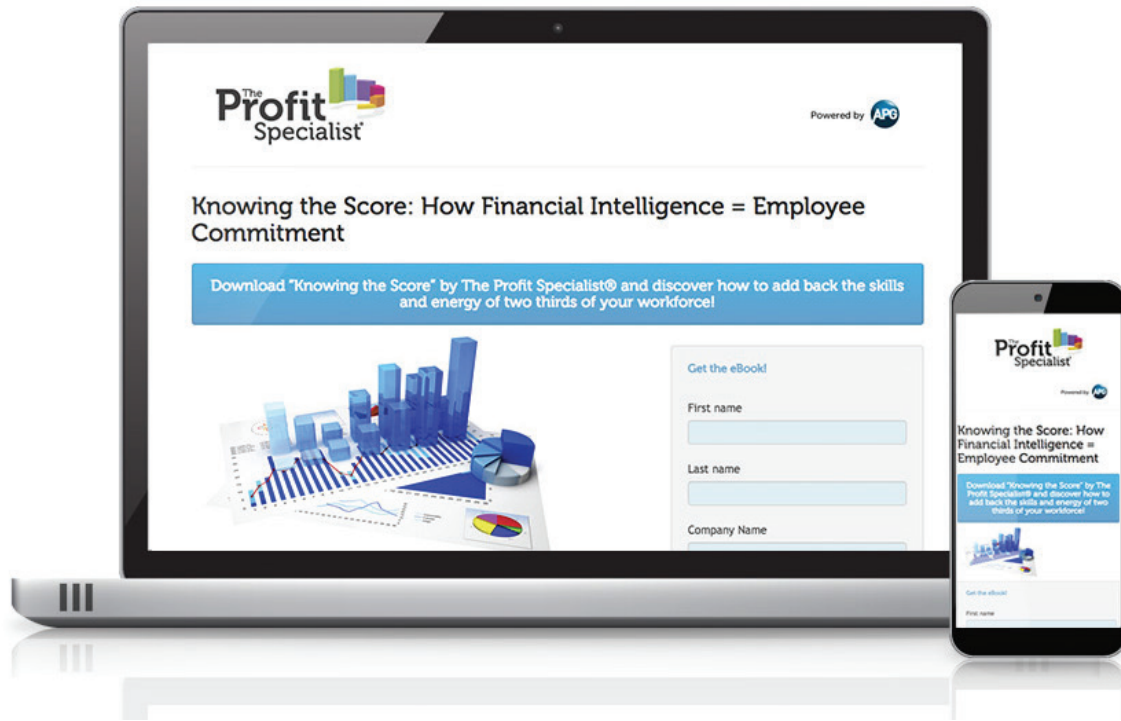 The
Profit
Specialist®
Powered by APG
Knowing the Score: How Financial Intelligence = Employee
Commitment
Download "Knowing the Score" by The Profit Specialist® and discover how to add back the skills
and energy of two thirds of your workforce!
Get the eBook!
First name
Last name
Company Name
The
Profit
Specialist®
Powered by APG
Knowing the Score: How
Financial Intelligence =
Employee Commitment
Download "Knowing the Score" by The
Profit Specialist® and discover how to
add back the skills and energy of two
thirds of your workforce!
Get the eBook!
First name